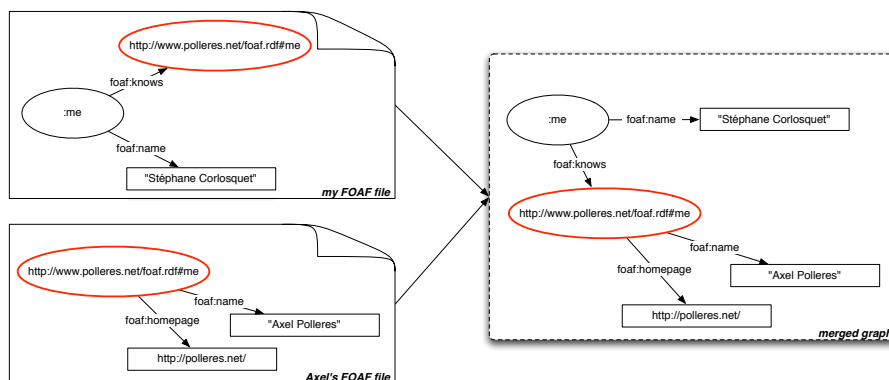 http://www.polleres.net/foaf.rdf#me
foaf:knows
:me
foaf:name
"Stéphane Corlosquet"
my FOAF file
http://www.polleres.net/foaf.rdf#me
foaf:name
foaf:homepage
"Axel Polleres"
http://polleres.net/
Axel's FOAF file
:me
foaf:name
"Stéphane Corlosquet"
foaf:knows
http://www.polleres.net/foaf.rdf#me
foaf:name
foaf:homepage
"Axel Polleres"
http://polleres.net/
merged graph